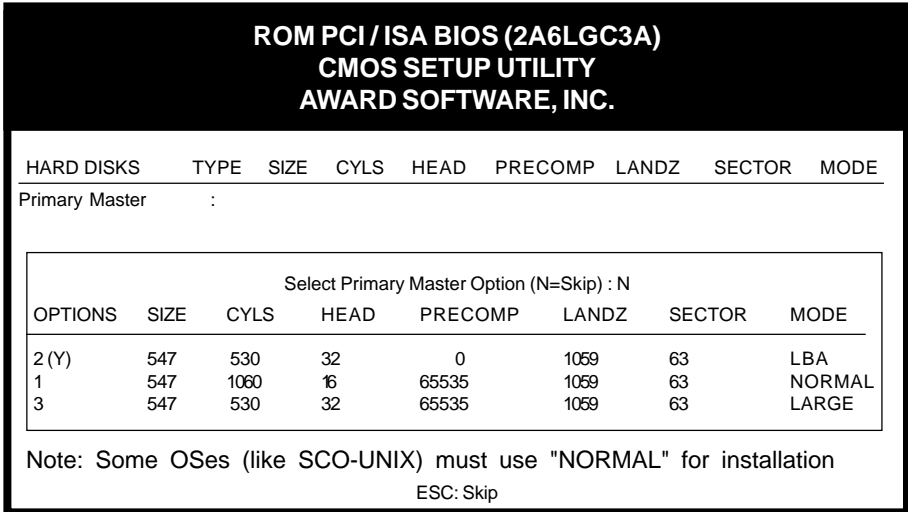 ROM PCI / ISA BIOS (2A6LGC3A)
CMOS SETUP UTILITY
AWARD SOFTWARE, INC.
HARD DISKS TYPE SIZE CYLS HEAD PRECOMP LANDZ SECTOR MODE
Primary Master :
Select Primary Master Option (N=Skip) : N
OPTIONS SIZE CYLS HEAD PRECOMP LANDZ SECTOR MODE
2 (Y) 547 530 32 0 1059 63 LBA
1 547 1060 16 65535 1059 63 NORMAL
3 547 530 32 65535 1059 63 LARGE
Note: Some OSes (like SCO-UNIX) must use "NORMAL" for installation
ESC: Skip